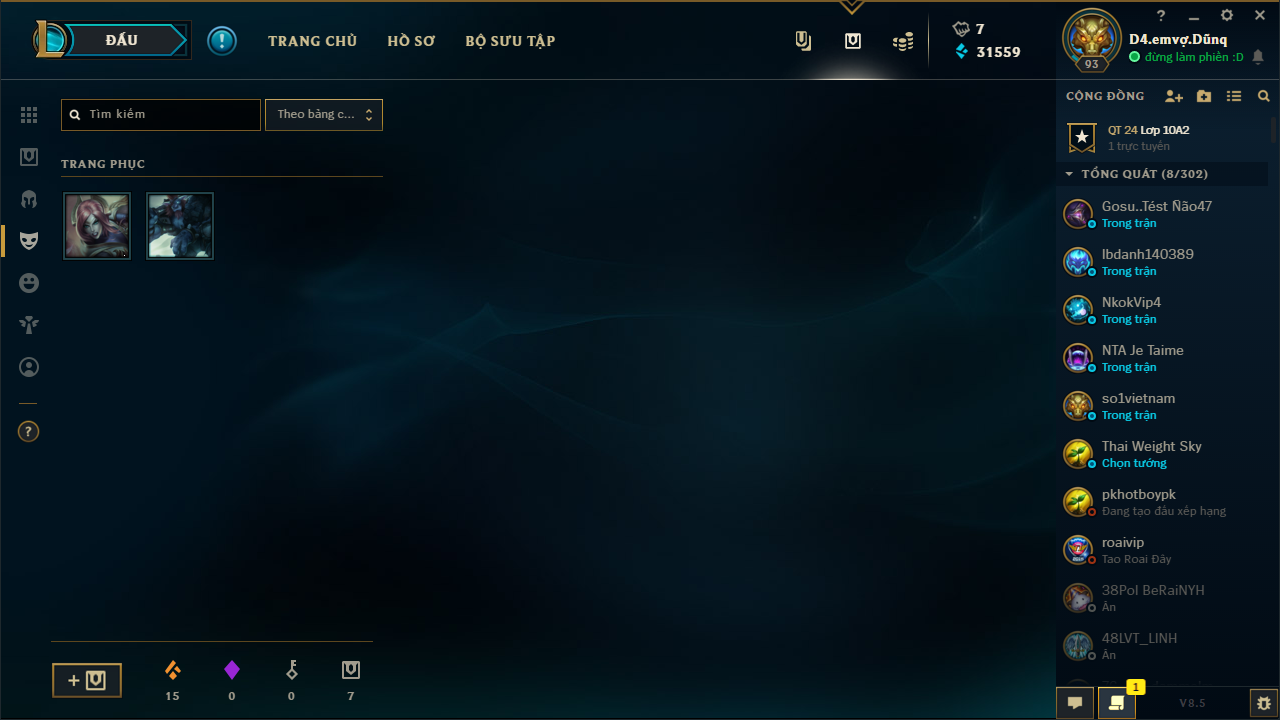 ĐẤU
TRANG CHỦ
HỒ SƠ
BỘ SƯU TẬP
7
31559
?
93
D4.emvợ.Dũnq
đừng làm phiền :D
Tìm kiếm
Theo bảng c...
TRANG PHỤC
?
15
0
0
7
CỘNG ĐỒNG
QT 24 Lơp 10A2
1 trực tuyến
TỔNG QUÁT (8/302)
Gosu..Tést Ñão47
Trong trận
lbdanh140389
Trong trận
NkokVip4
Trong trận
NTA Je Taime
Trong trận
so1vietnam
Trong trận
Thai Weight Sky
Chọn tướng
pkhotboypk
Đang tạo đấu xếp hạng
roaivip
Tao Roai Đây
38Pol BeRaiNYH
Ẩn
48LVT_LINH
Ẩn
1
V8.5